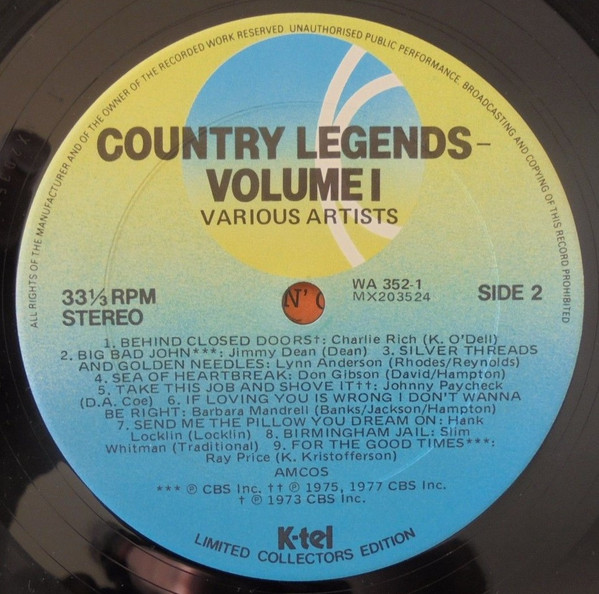 ALL RIGHTS OF THE MANUFACTURER AND OF THE OWNER OF THE RECORDED WORK RESERVED. UNAUTHORISED PUBLIC PERFORMANCE, BROADCASTING AND COPYING OF THIS RECORD PROHIBITED
COUNTRY LEGENDS –
VOLUME I
VARIOUS ARTISTS
33⅓ RPM
STEREO
N'
WA 352-1
MX203524
SIDE 2
1. BEHIND CLOSED DOORS†: Charlie Rich (K. O'Dell)
2. BIG BAD JOHN***: Jimmy Dean (Dean) 3. SILVER THREADS
AND GOLDEN NEEDLES: Lynn Anderson (Rhodes/Reynolds)
4. SEA OF HEARTBREAK: Don Gibson (David/Hampton)
5. TAKE THIS JOB AND SHOVE IT††: Johnny Paycheck
(D.A. Coe) 6. IF LOVING YOU IS WRONG I DON'T WANNA
BE RIGHT: Barbara Mandrell (Banks/Jackson/Hampton)
7. SEND ME THE PILLOW YOU DREAM ON: Hank
Locklin (Locklin) 8. BIRMINGHAM JAIL: Slim
Whitman (Traditional) 9. FOR THE GOOD TIMES***:
Ray Price (K. Kristofferson)
AMCOS
*** ℗ CBS Inc. †† ℗ 1975, 1977 CBS Inc.
† ℗ 1973 CBS Inc.
K-tel
LIMITED COLLECTORS EDITION